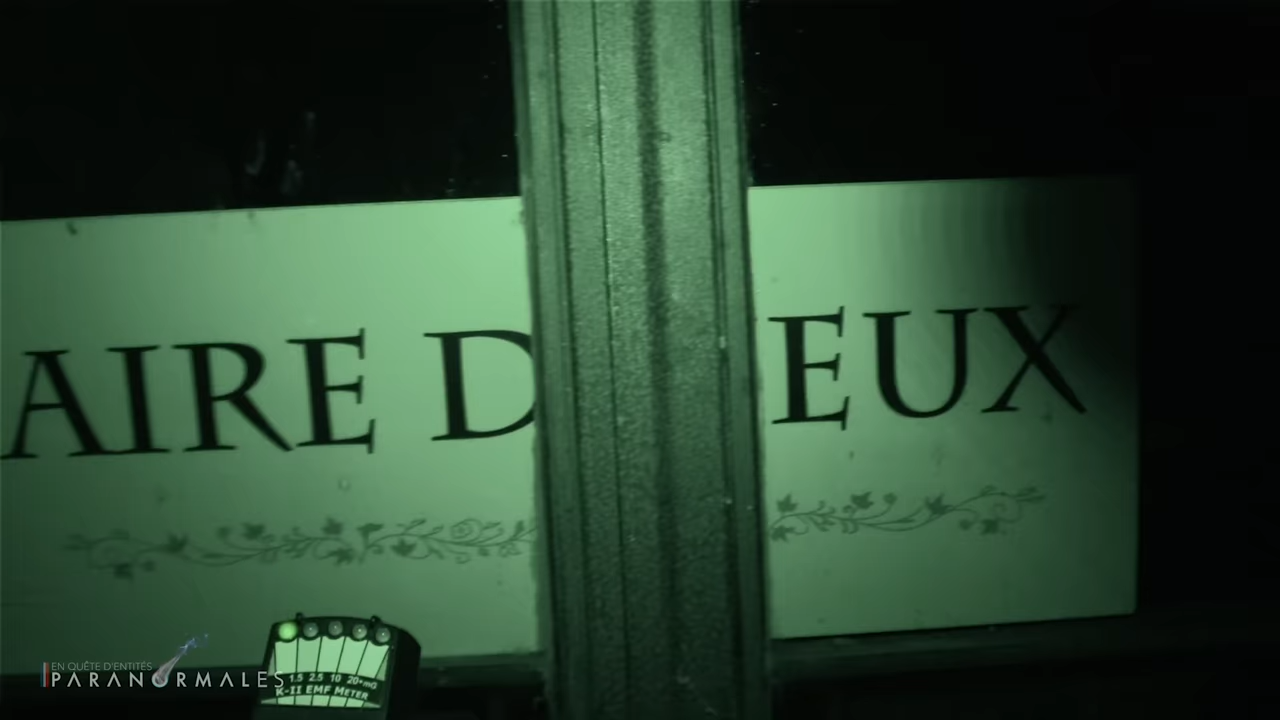 AIRE D EUX
EN QUÊTE D'ENTITÉS
PARANORMALES
1.5 2.5 10 20+mG
K-II EMF METER